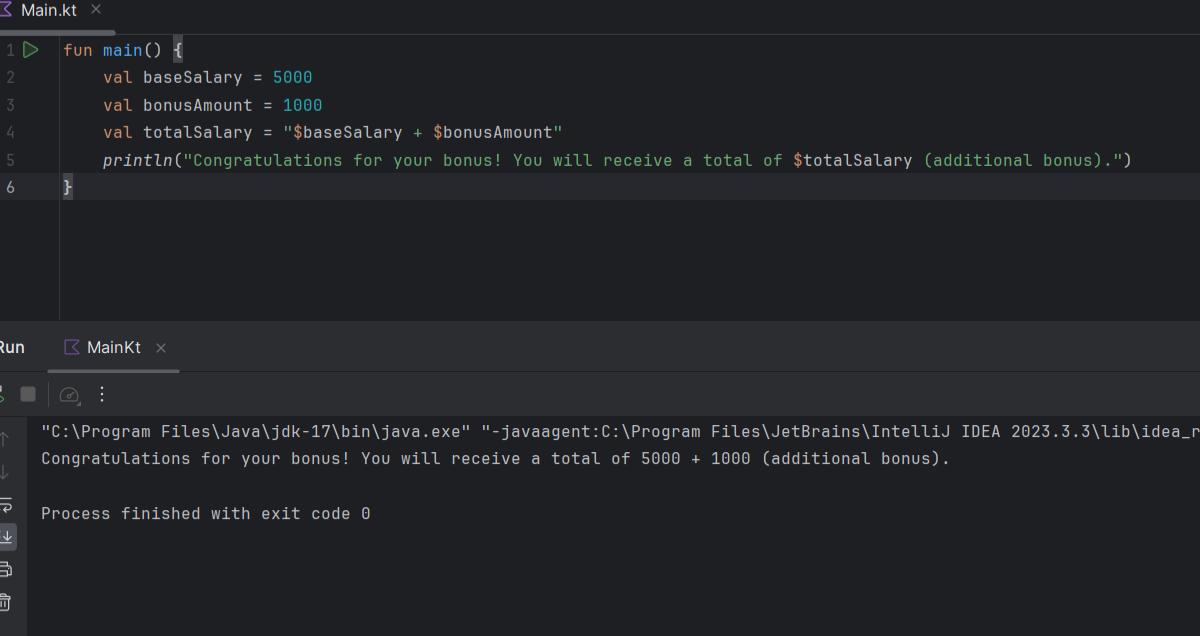 Main.kt
1 fun main() {
2 val baseSalary = 5000
3 val bonusAmount = 1000
4 val totalSalary = "$baseSalary + $bonusAmount"
5 println("Congratulations for your bonus! You will receive a total of $totalSalary (additional bonus).")
6 }
Run MainKt
"C:\Program Files\Java\jdk-17\bin\java.exe" "-javaagent:C:\Program Files\JetBrains\IntelliJ IDEA 2023.3.3\lib\idea_r
Congratulations for your bonus! You will receive a total of 5000 + 1000 (additional bonus).
Process finished with exit code 0